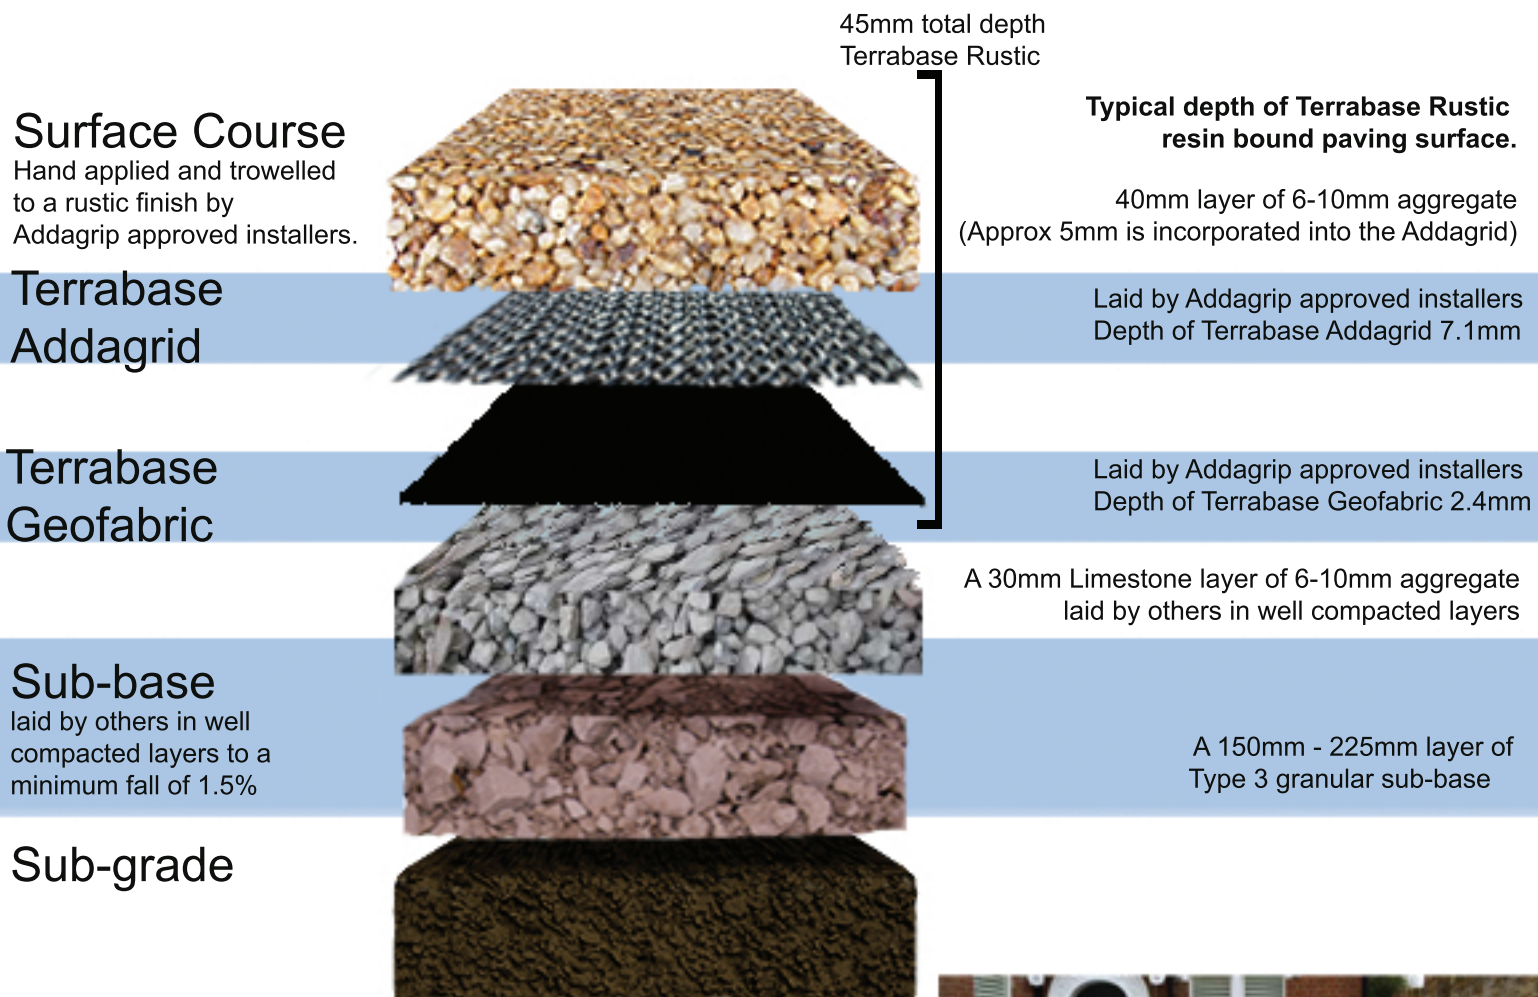 45mm total depth
Terrabase Rustic
Surface Course
Hand applied and trowelled
to a rustic finish by
Addagrip approved installers.
Typical depth of Terrabase Rustic
resin bound paving surface.
40mm layer of 6-10mm aggregate
(Approx 5mm is incorporated into the Addagrid)
Terrabase
Addagrid
Laid by Addagrip approved installers
Depth of Terrabase Addagrid 7.1mm
Terrabase
Geofabric
Laid by Addagrip approved installers
Depth of Terrabase Geofabric 2.4mm
A 30mm Limestone layer of 6-10mm aggregate
laid by others in well compacted layers
Sub-base
laid by others in well
compacted layers to a
minimum fall of 1.5%
A 150mm - 225mm layer of
Type 3 granular sub-base
Sub-grade